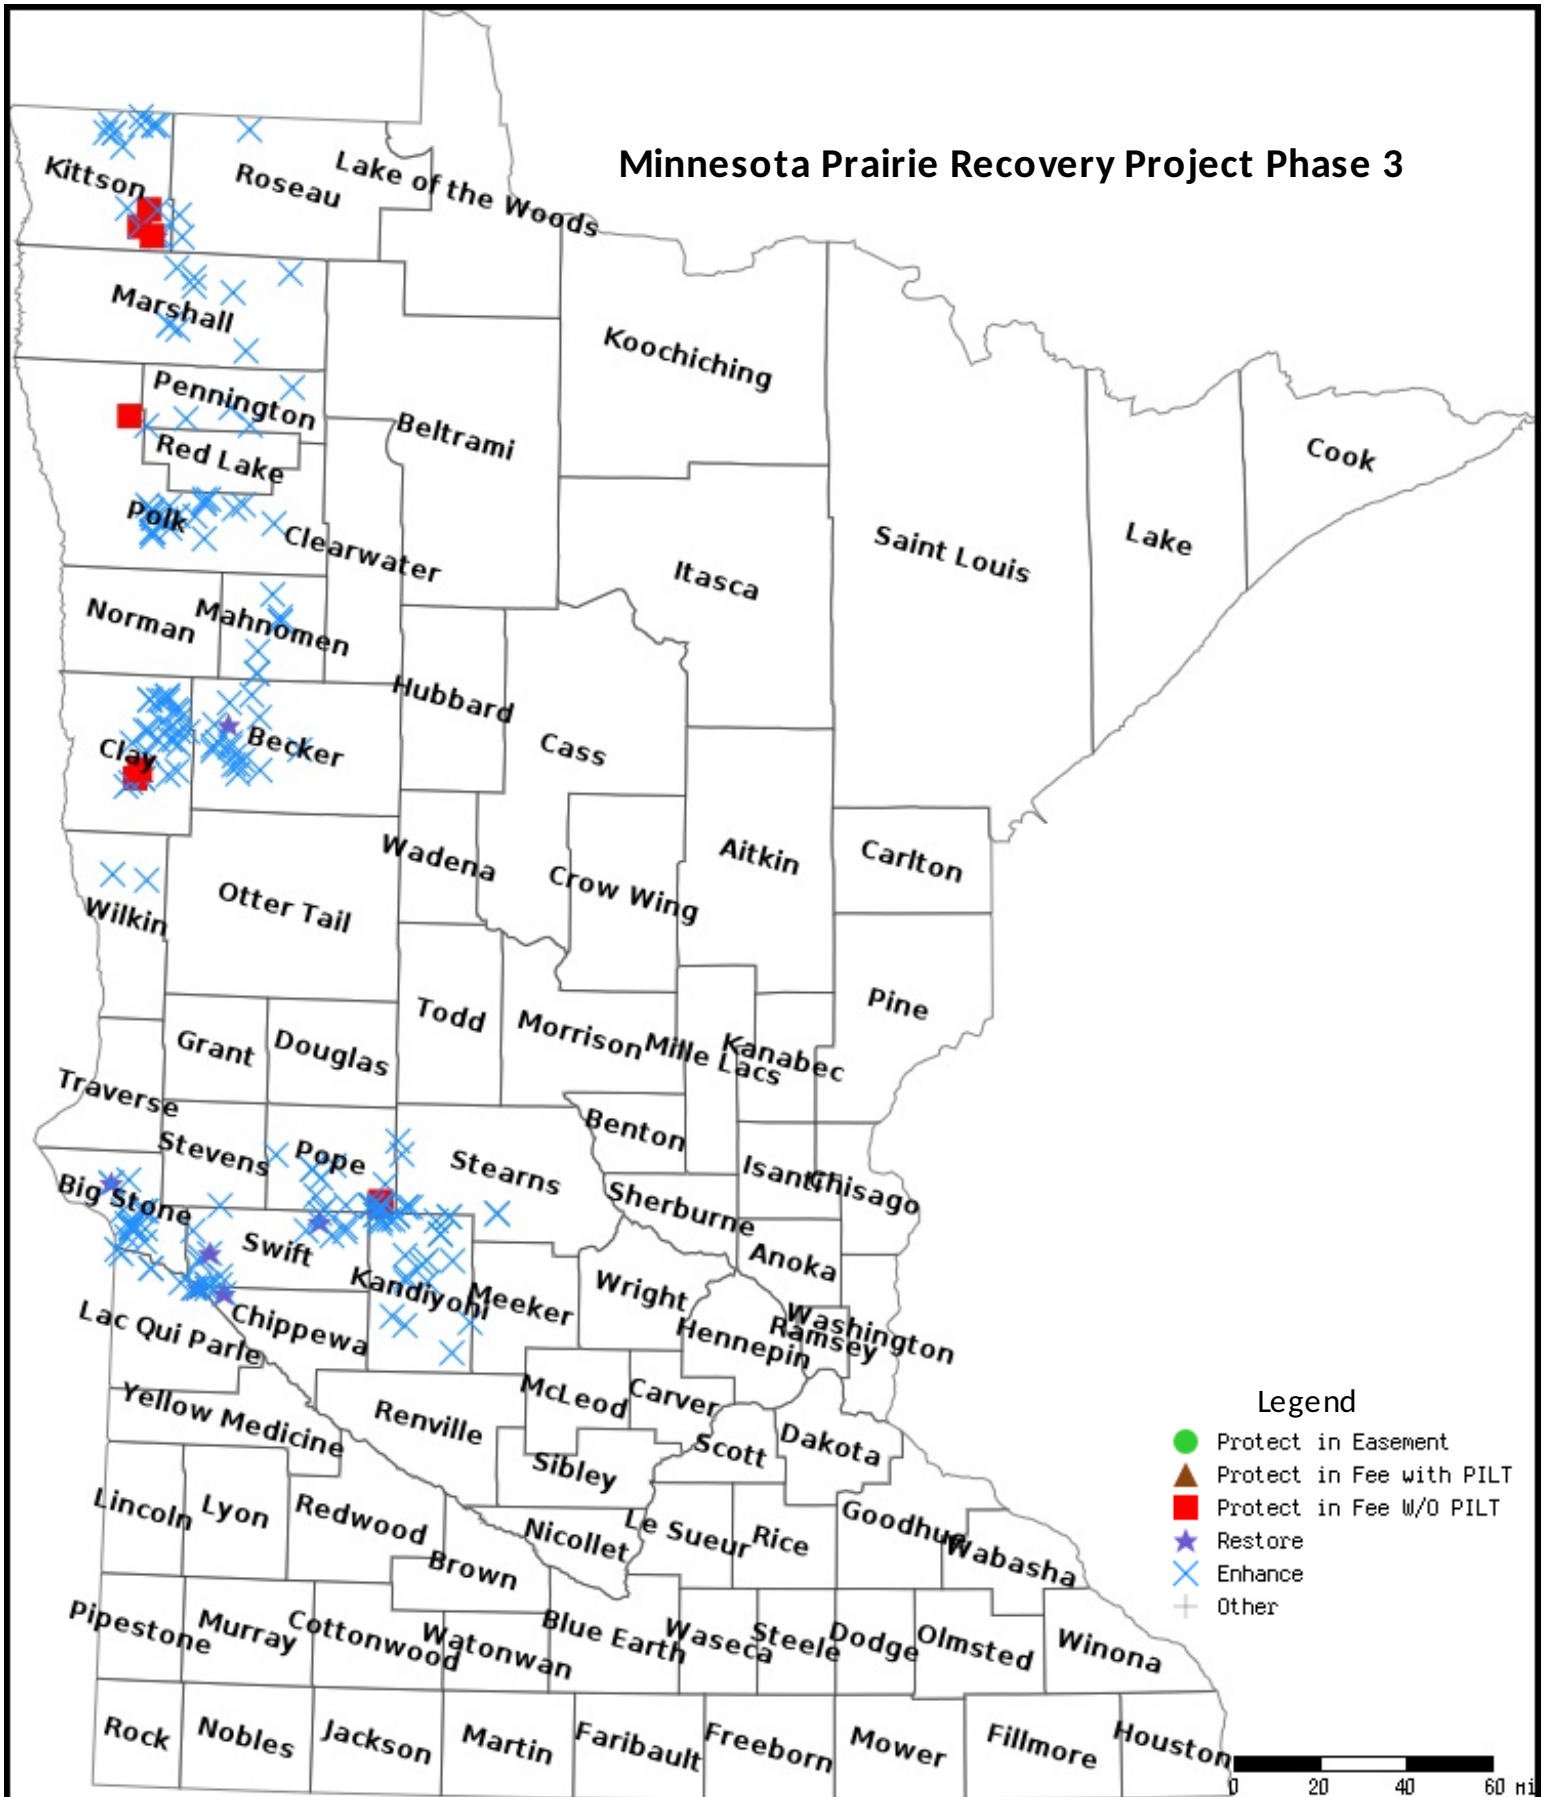 Minnesota Prairie Recovery Project Phase 3
Kittson
Roseau
Lake of the Woods
Marshall
Koochiching
Pennington
Beltrami
Red Lake
Cook
Polk
Clearwater
Saint Louis
Lake
Itasca
Norman
Mahnomen
Hubbard
Clay
Becker
Cass
Wadena
Aitkin
Carlton
Crow Wing
Otter Tail
Wilkin
Pine
Todd
Morrison
Mille Lacs
Kanabec
Grant
Douglas
Traverse
Benton
Stevens
Pope
Stearns
Isanti
Chisago
Big Stone
Sherburne
Swift
Anoka
Kandiyohi
Meeker
Wright
Washington
Ramsey
Hennepin
Lac Qui Parle
Chippewa
McLeod
Carver
Yellow Medicine
Renville
Scott
Dakota
Sibley
Lincoln
Lyon
Redwood
Nicollet
Le Sueur
Rice
Goodhue
Wabasha
Brown
Pipestone
Murray
Cottonwood
Watonwan
Blue Earth
Waseca
Steele
Dodge
Olmsted
Winona
Rock
Nobles
Jackson
Martin
Faribault
Freeborn
Mower
Fillmore
Houston
Legend
Protect in Easement
Protect in Fee with PILT
Protect in Fee W/O PILT
Restore
Enhance
Other
0 20 40 60 mi